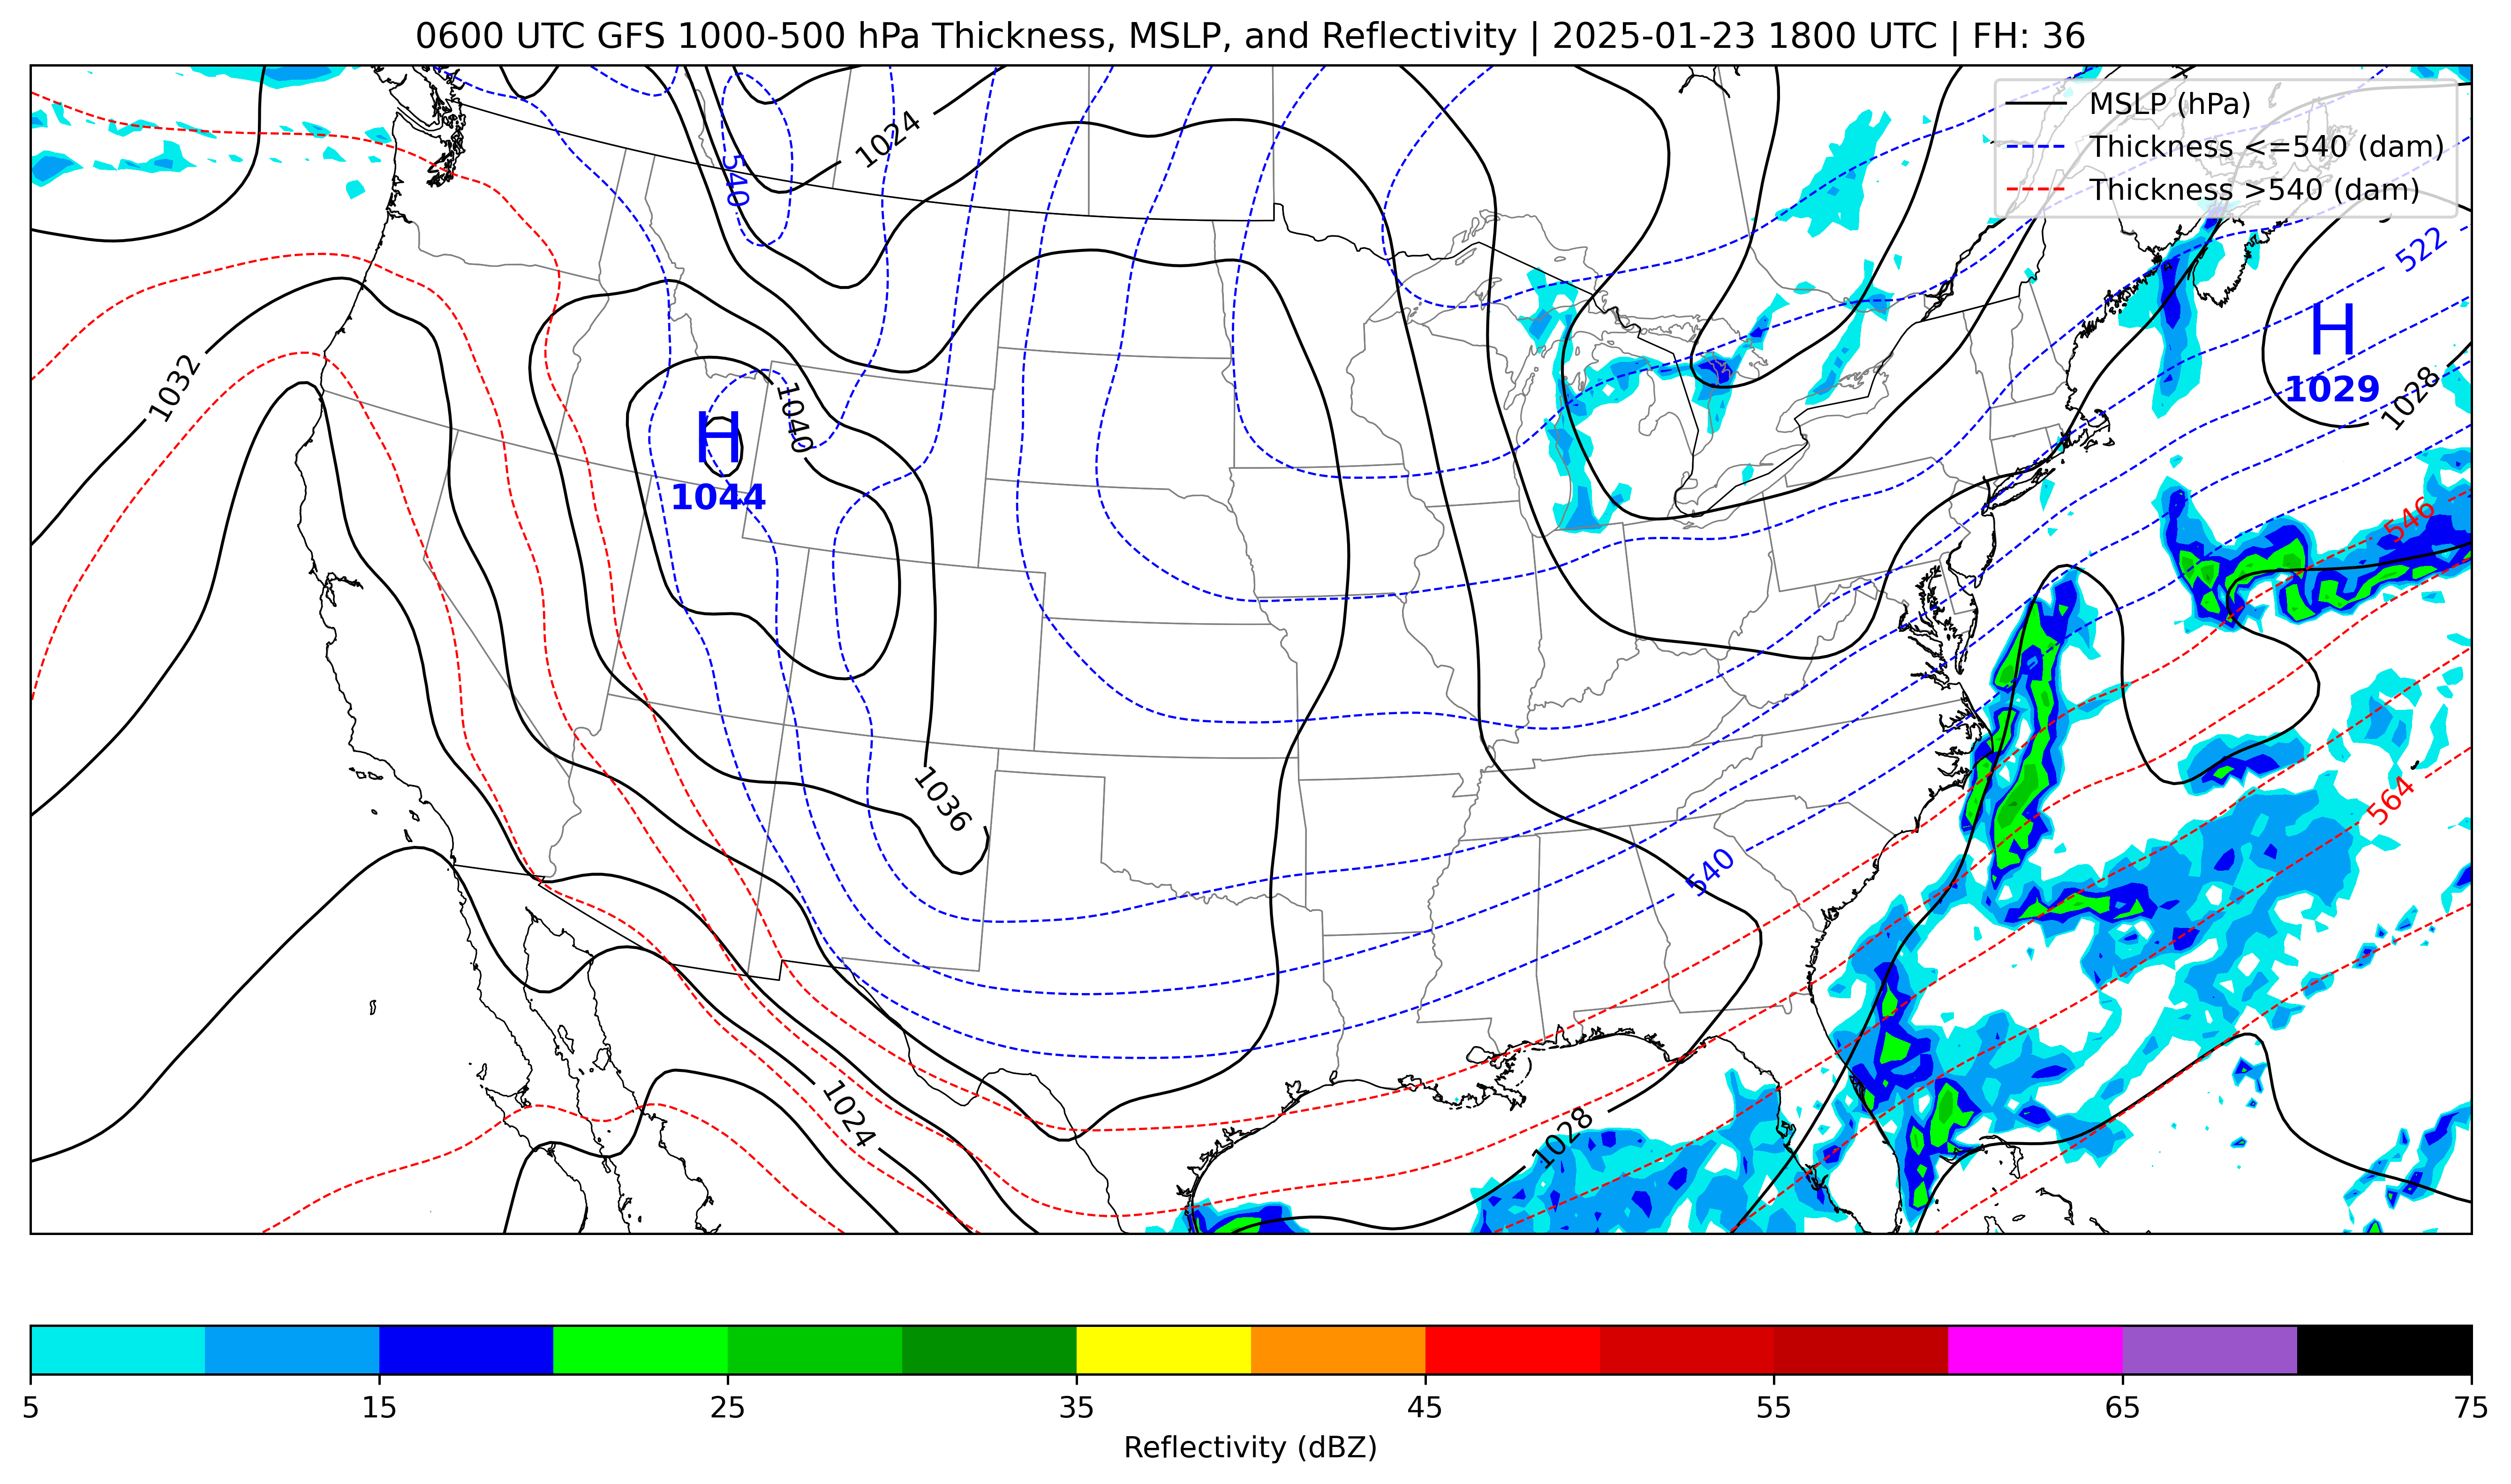 0600 UTC GFS 1000-500 hPa Thickness, MSLP, and Reflectivity | 2025-01-23 1800 UTC | FH: 36
MSLP (hPa)
Thickness <=540 (dam)
Thickness >540 (dam)
1024
540
522
H
1029
1032
1040
1028
H
1044
546
1036
564
540
1024
1028
5 15 25 35 45 55 65 75
Reflectivity (dBZ)